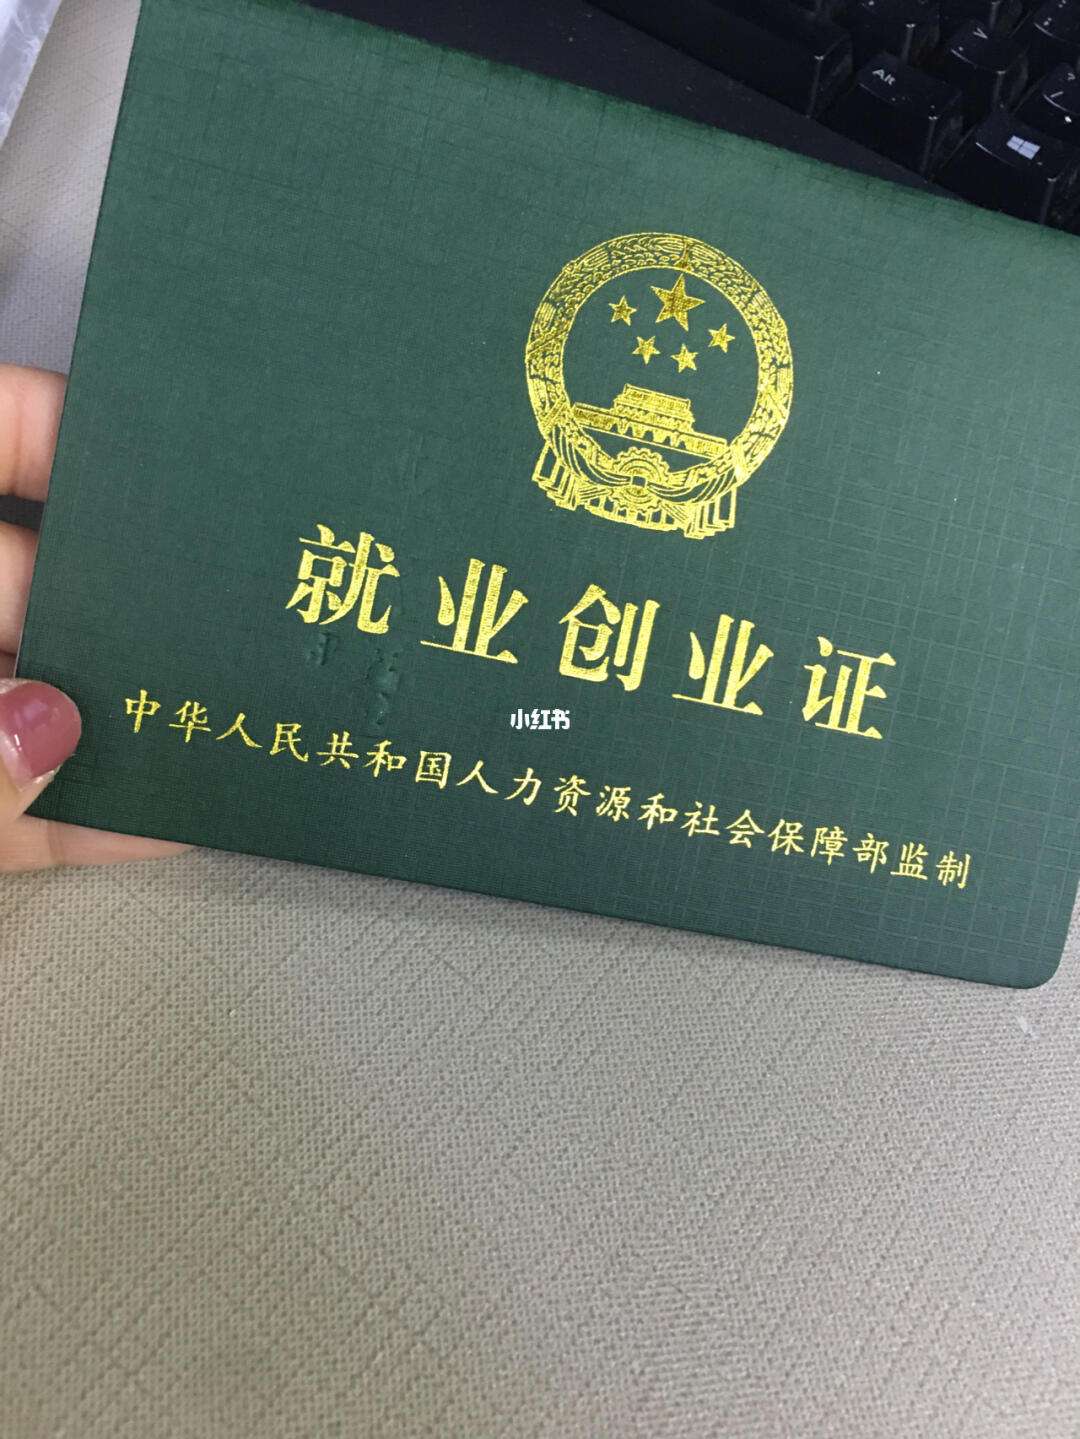 Alt
就业创业证
小红书
中华人民共和国人力资源和社会保障部监制